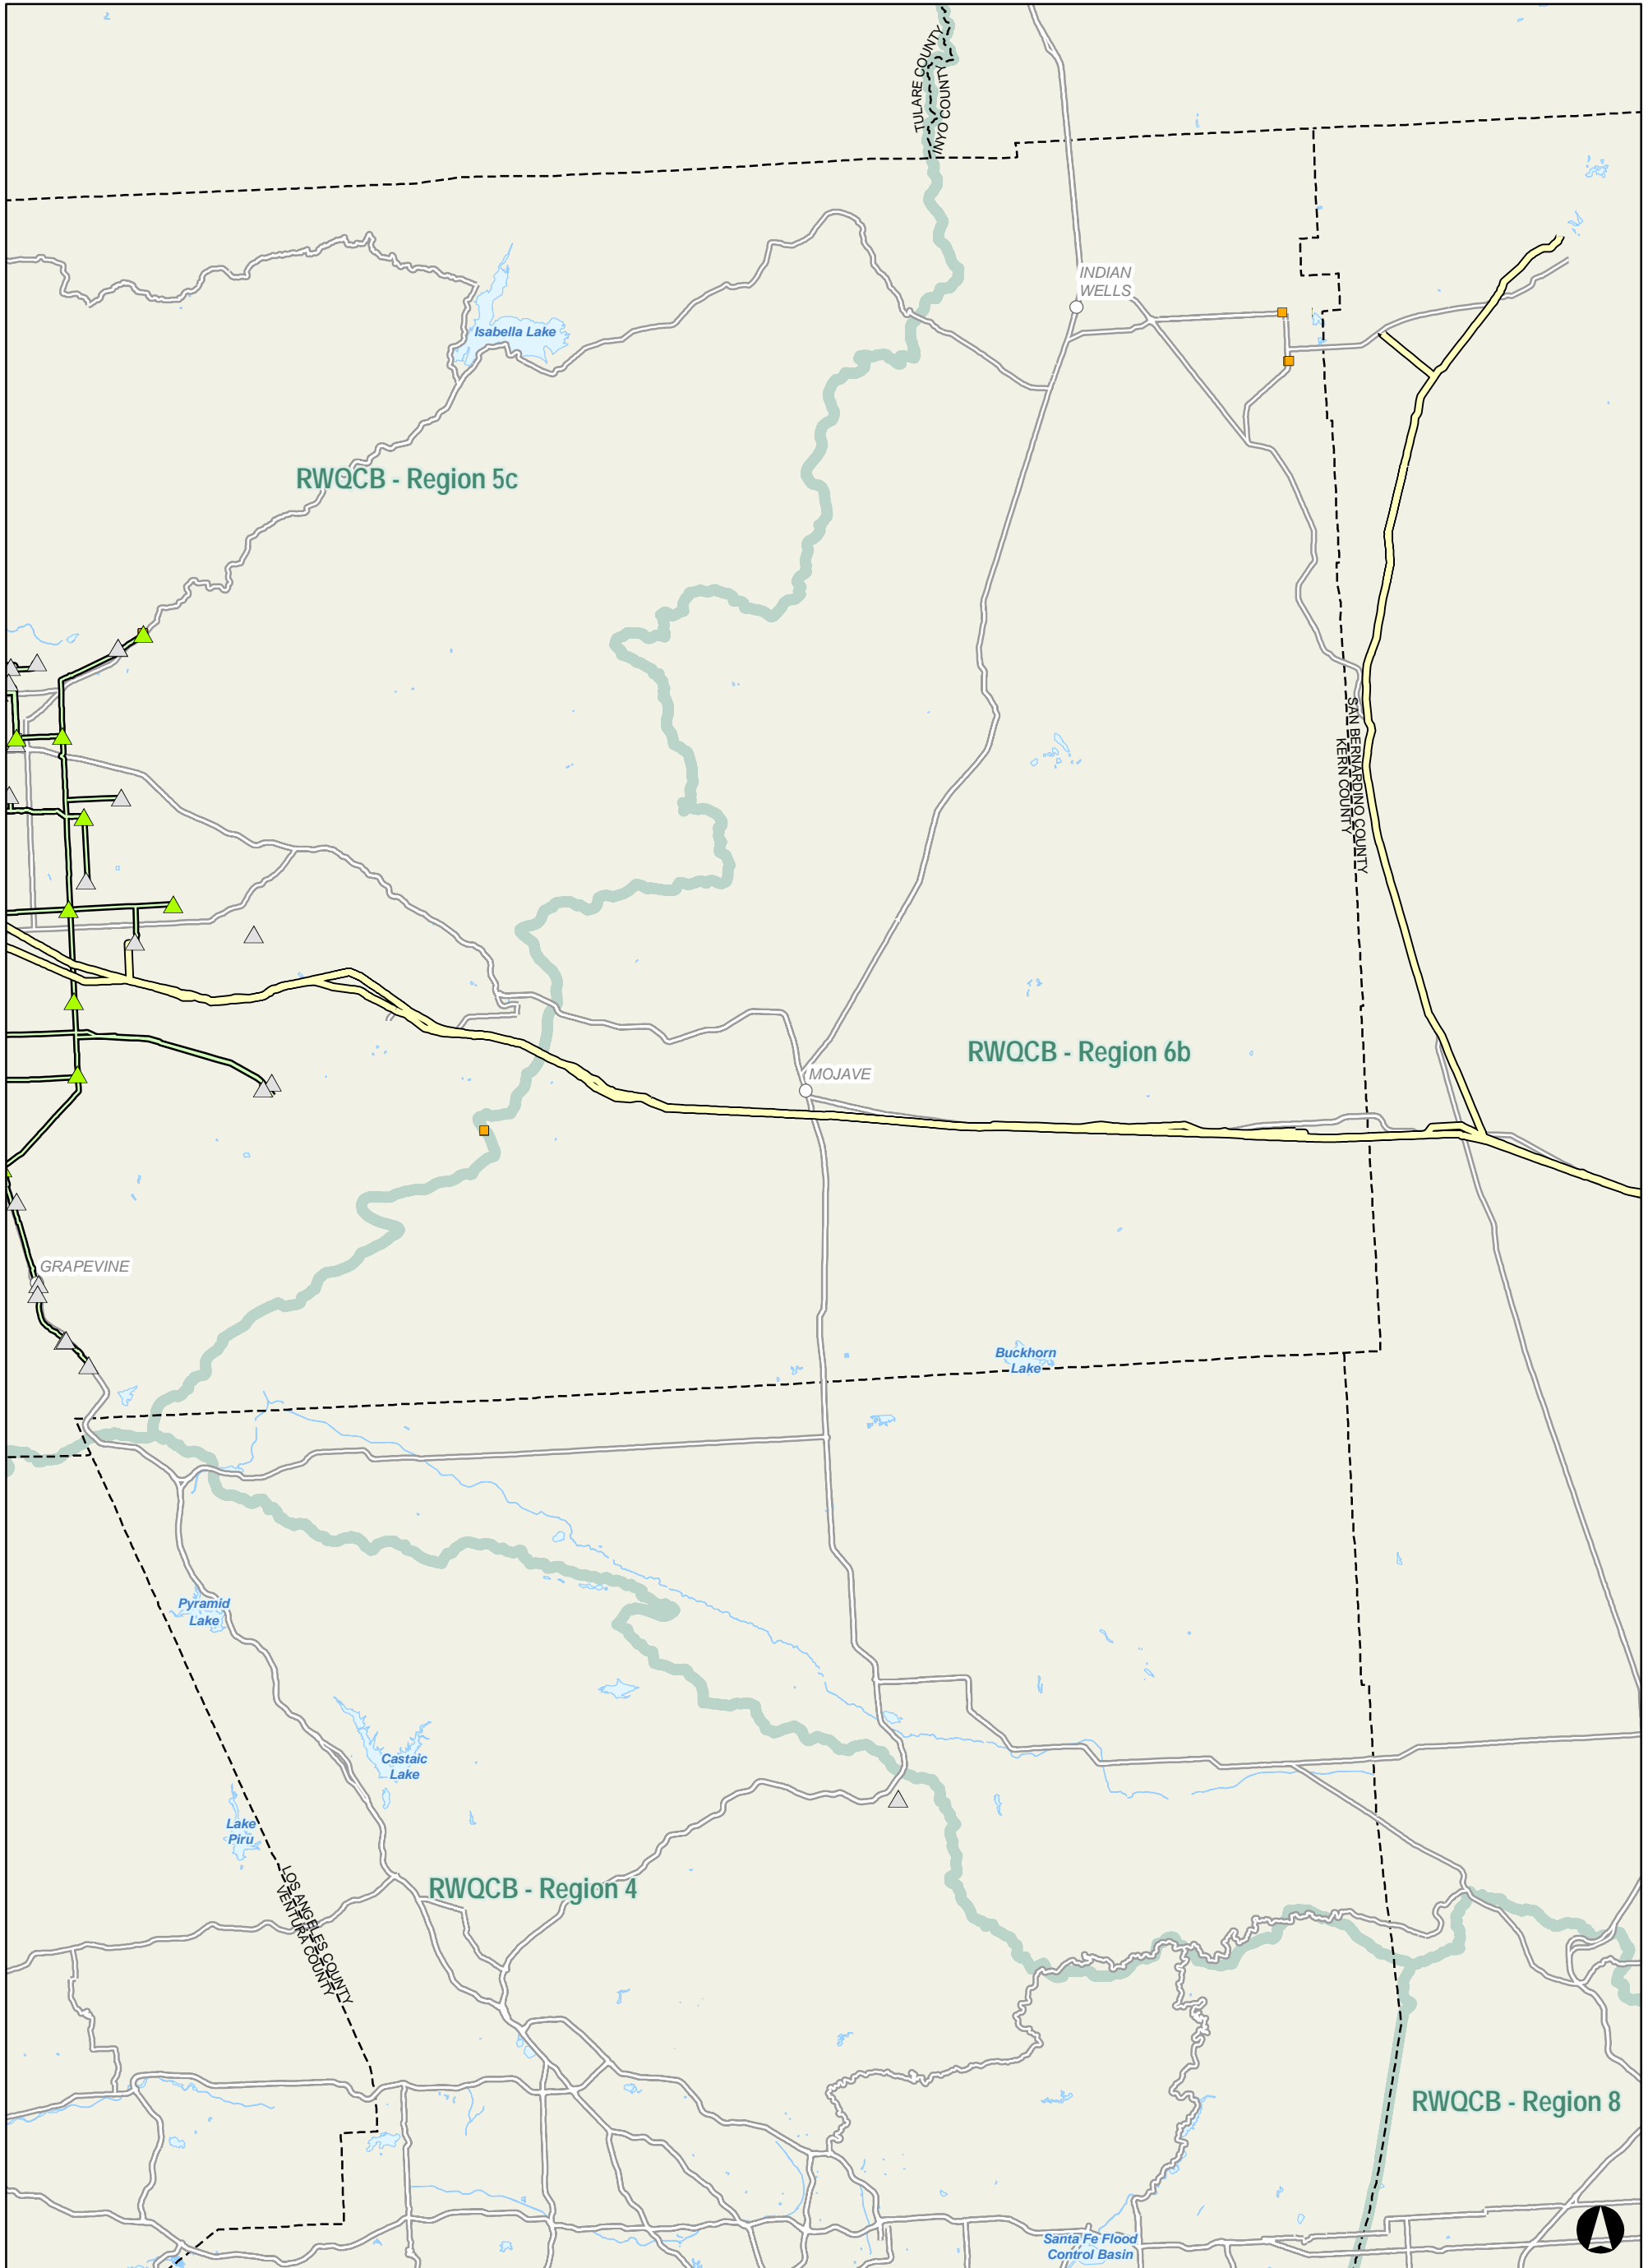 TULARE COUNTY
INYO COUNTY
INDIAN
WELLS
Isabella Lake
RWQCB - Region 5c
SAN BERNARDINO COUNTY
KERN COUNTY
RWQCB - Region 6b
MOJAVE
GRAPEVINE
Buckhorn
Lake
Pyramid
Lake
Castaic
Lake
Lake
Piru
LOS ANGELES COUNTY
VENTURA COUNTY
RWQCB - Region 4
RWQCB - Region 8
Santa Fe Flood
Control Basin